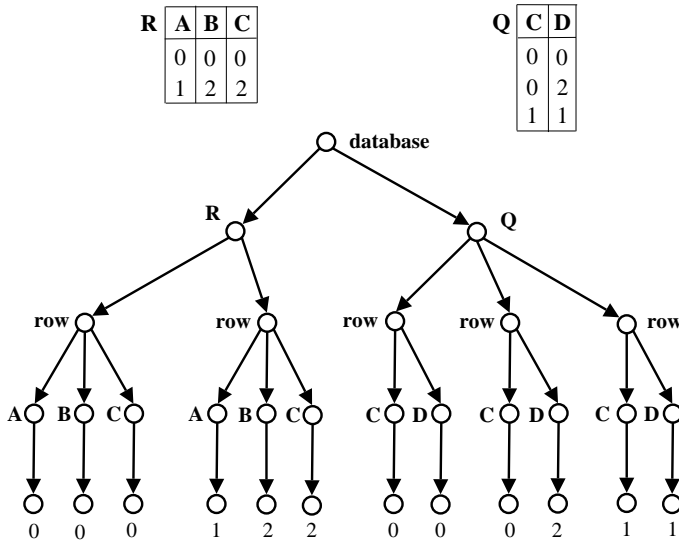 R A B C
0 0 0
1 2 2
Q C D
0 0
0 2
1 1
database
R Q
row row row row row
A B C A B C C D C D C D
0 0 0 1 2 2 0 0 0 2 1 1